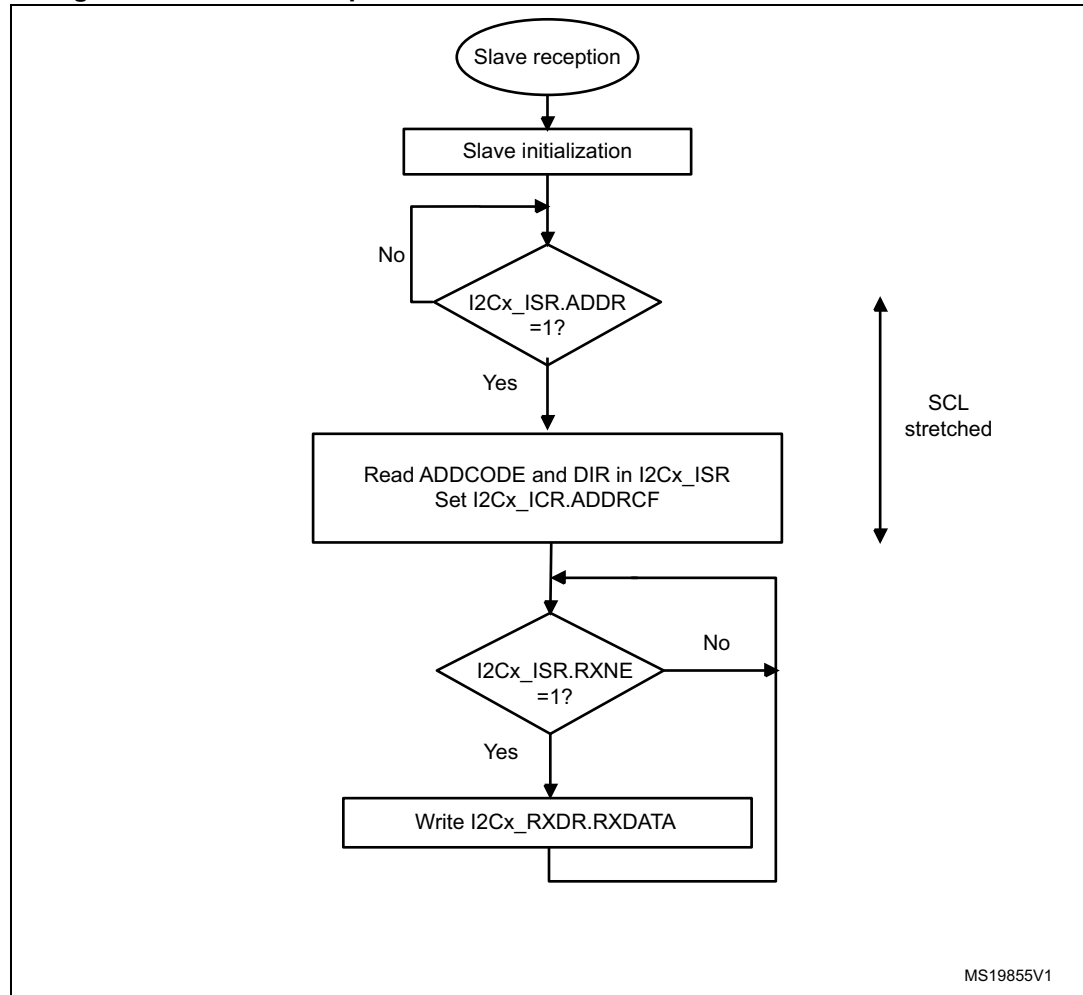 Slave reception
Slave initialization
No
I2Cx_ISR.ADDR
=1?
Yes
SCL
stretched
Read ADDCODE and DIR in I2Cx_ISR
Set I2Cx_ICR.ADDRCF
No
I2Cx_ISR.RXNE
=1?
Yes
Write I2Cx_RXDR.RXDATA
MS19855V1